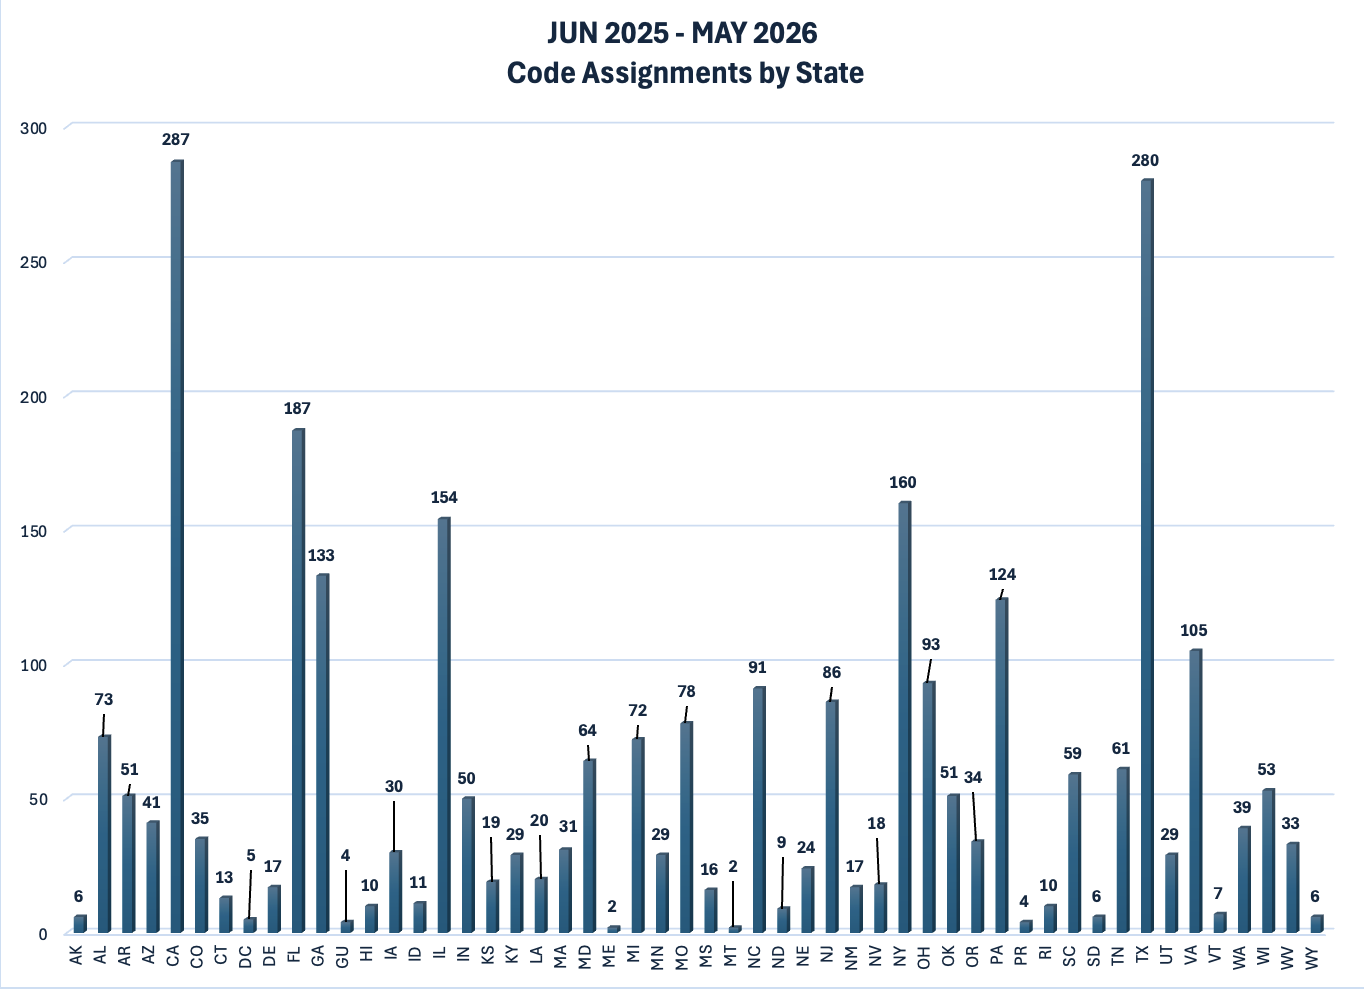 JUN 2025 - MAY 2026
Code Assignments by State
300
250
200
150
100
50
0
6
73
51
41
287
35
13
5
17
187
133
4
10
30
11
154
50
19
29
20
31
64
2
72
29
78
16
2
91
9
24
86
17
18
160
93
51
34
124
4
10
59
6
61
280
29
105
7
39
53
33
6
AK
AL
AR
AZ
CA
CO
CT
DC
DE
FL
GA
GU
HI
IA
ID
IL
IN
KS
KY
LA
MA
MD
ME
MI
MN
MO
MS
MT
NC
ND
NE
NJ
NM
NV
NY
OH
OK
OR
PA
PR
RI
SC
SD
TN
TX
UT
VA
VT
WA
WI
WV
WY